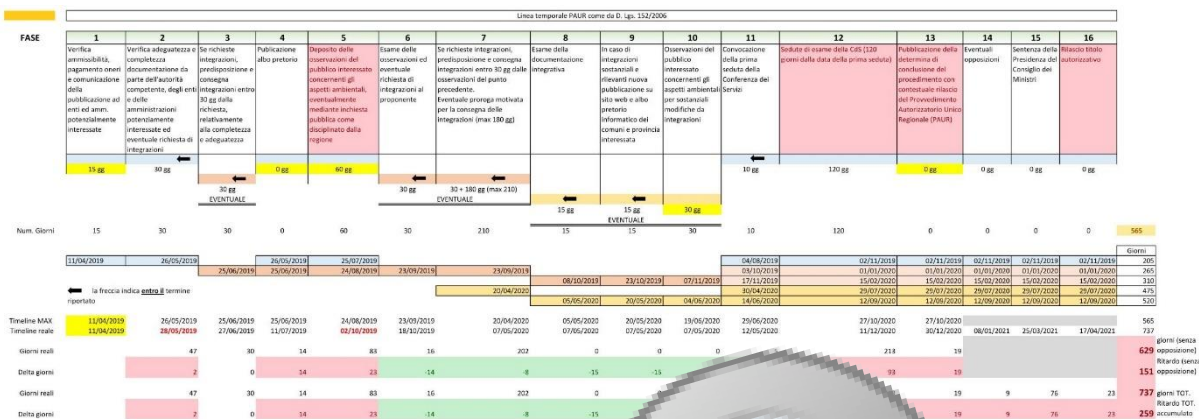 Linea temporale PAUR come da D. Lgs. 152/2006
FASE 1 2 3 4 5 6 7 8 9 10 11 12 13 14 15 16
Verifica
ammissibilità,
pagamento oneri
e comunicazione
della
pubblicazione ad
enti ed amm.
potenzialmente
interessate
Verifica adeguatezza e
completezza
documentazione da
parte dell'autorità
competente, degli enti
e delle
amministrazioni
potenzialmente
interessate ed
eventuale richiesta di
integrazioni
Se richieste
integrazioni,
predisposizione e
consegna
integrazioni entro
30 gg dalla
richiesta,
relativamente
alla completezza
e adeguatezza
Publicazione
albo pretorio
Deposito delle
osservazioni del
pubblico interessato
concernenti gli
aspetti ambientali,
eventualmente
mediante inchiesta
pubblica come
disciplinato dalla
regione
Esame delle
osservazioni ed
eventuale
richiesta di
integrazioni al
proponente
Se richieste integrazioni,
predisposizione e consegna
integrazioni entro 30 gg dalle
osservazioni del punto
precedente.
Eventuale proroga motivata
per la consegna delle
integrazioni (max 180 gg)
Esame della
documentazione
integrativa
In caso di
integrazioni
sostanziali e
rilevanti nuova
pubblicazione su
sito web e albo
pretorio
informatico dei
comuni e provincia
interessata
Osservazioni del
pubblico
interessato
concernenti gli
aspetti ambientali
per sostanziali
modifiche da
integrazioni
Convocazione
della prima
seduta della
Conferenza dei
Servizi
Sedute di esame della CdS (120
giorni dalla data della prima seduta)
Pubblicazione della
determina di
conclusione del
procedimento con
contestuale rilascio
del Provvedimento
Autorizzatorio Unico
Regionale (PAUR)
Eventuali
opposizioni
Sentenza della
Presidenza del
Consiglio dei
Ministri
Rilascio titolo
autorizzativo
15 gg 30 gg 0 gg 60 gg 10 gg 120 gg 0 gg 0 gg 0 gg 0 gg
30 gg 30 gg 30 + 180 gg (max 210)
EVENTUALE EVENTUALE
15 gg 15 gg 30 gg
EVENTUALE
Num. Giorni 15 30 30 0 60 30 210 15 15 30 10 120 0 0 0 0 565
Giorni
11/04/2019 26/05/2019 26/05/2019 25/07/2019 04/08/2019 02/11/2019 02/11/2019 02/11/2019 02/11/2019 02/11/2019 205
25/06/2019 25/06/2019 24/08/2019 23/09/2019 23/09/2019 03/10/2019 01/01/2020 01/01/2020 01/01/2020 01/01/2020 01/01/2020 265
08/10/2019 23/10/2019 07/11/2019 17/11/2019 15/02/2020 15/02/2020 15/02/2020 15/02/2020 15/02/2020 310
la freccia indica entro il termine
riportato
20/04/2020 30/04/2020 29/07/2020 29/07/2020 29/07/2020 29/07/2020 29/07/2020 475
05/05/2020 20/05/2020 04/06/2020 14/06/2020 12/09/2020 12/09/2020 12/09/2020 12/09/2020 12/09/2020 520
Timeline MAX 11/04/2019 26/05/2019 25/06/2019 25/06/2019 24/08/2019 23/09/2019 20/04/2020 05/05/2020 20/05/2020 19/06/2020 29/06/2020 27/10/2020 27/10/2020 565
Timeline reale 11/04/2019 28/05/2019 27/06/2019 11/07/2019 02/10/2019 18/10/2019 07/05/2020 07/05/2020 07/05/2020 07/05/2020 12/05/2020 11/12/2020 30/12/2020 08/01/2021 25/03/2021 17/04/2021 737
Giorni reali 47 30 14 83 16 202 0 0 0 213 19 629 giorni (senza
opposizione)
Delta giorni 2 0 14 23 -14 -8 -15 -15 93 19 151 Ritardo (senza
opposizione)
Giorni reali 47 30 14 83 16 202 0 19 9 76 23 737 giorni TOT.
Delta giorni 2 0 14 23 -14 -8 -15 19 9 76 23 259 Ritardo TOT.
accumulato